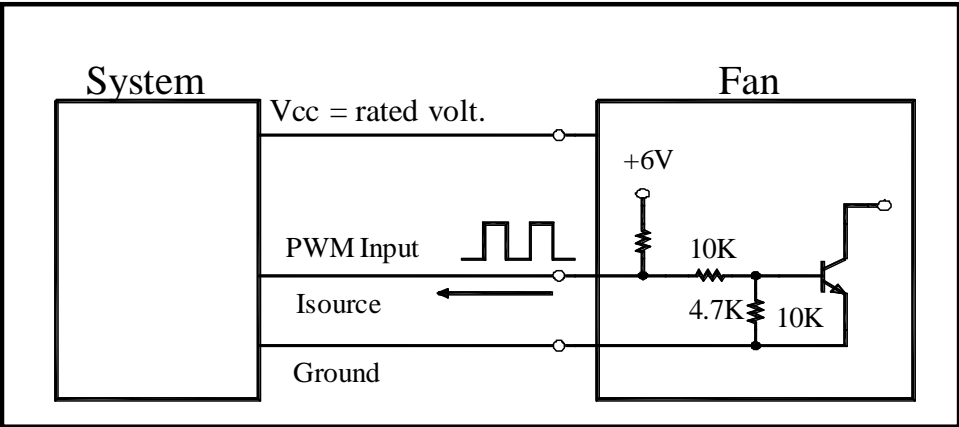 System
Fan
Vcc = rated volt.
+6V
PWM Input
10K
Isource
4.7K
10K
Ground